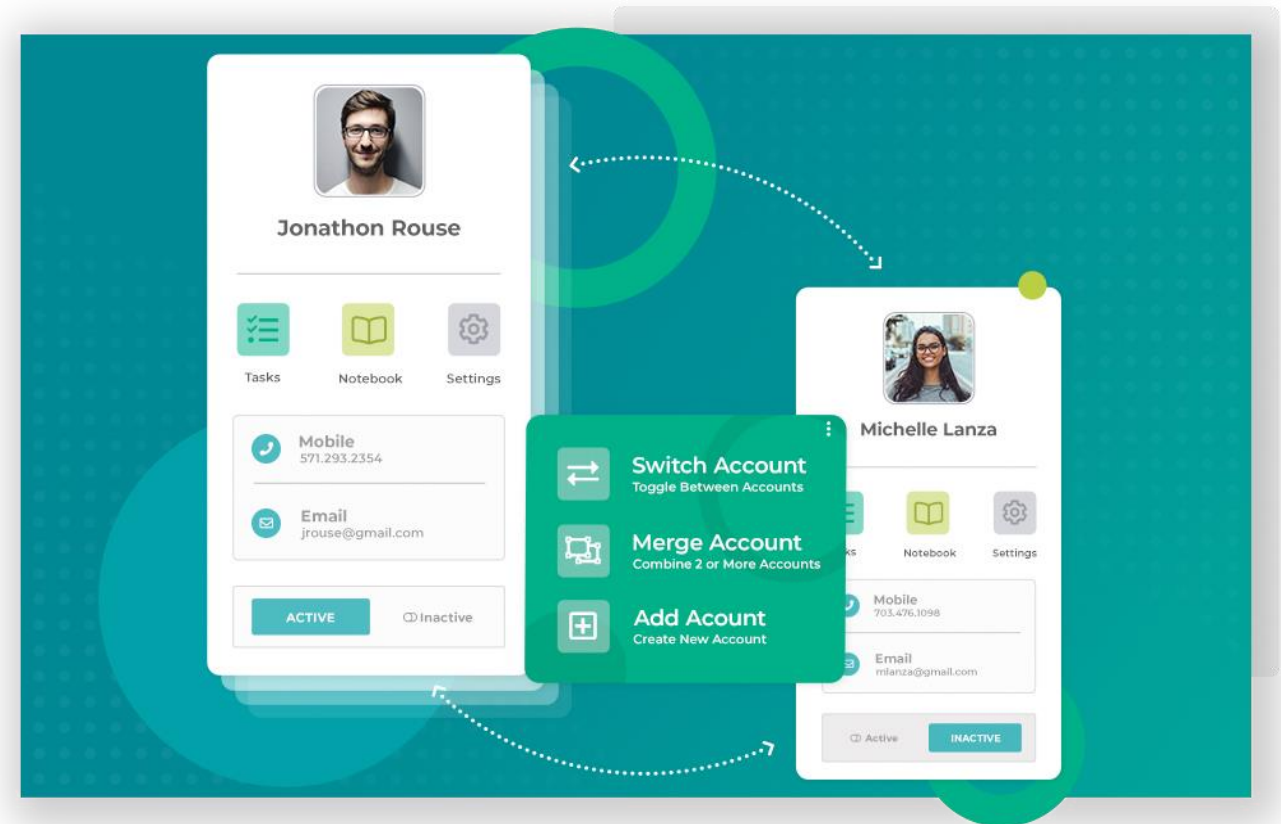 Jonathon Rouse
Tasks
Notebook
Settings
Mobile
571.293.2354
Email
jrouse@gmail.com
ACTIVE
Inactive
Switch Account
Toggle Between Accounts
Merge Account
Combine 2 or More Accounts
Add Acount
Create New Account
Michelle Lanza
ks
Notebook
Settings
Mobile
703.476.1098
Email
mlanza@gmail.com
Active
INACTIVE